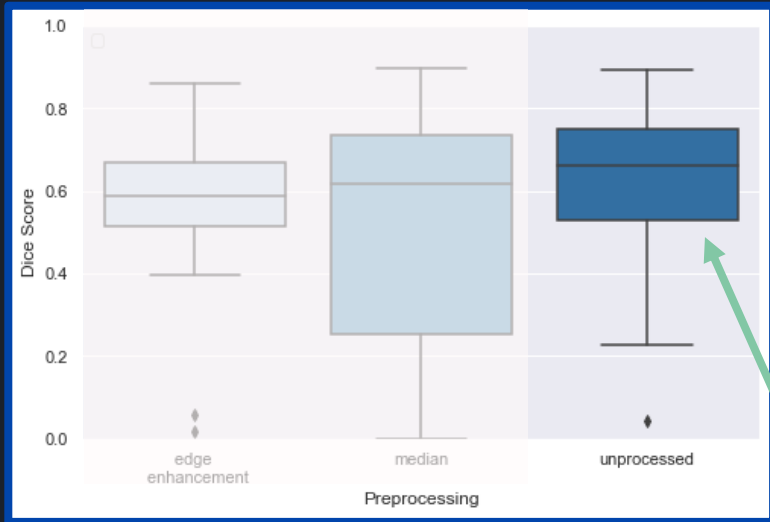 1.0
0.8
0.6
0.4
0.2
0.0
Dice Score
edge
enhancement
median
unprocessed
Preprocessing